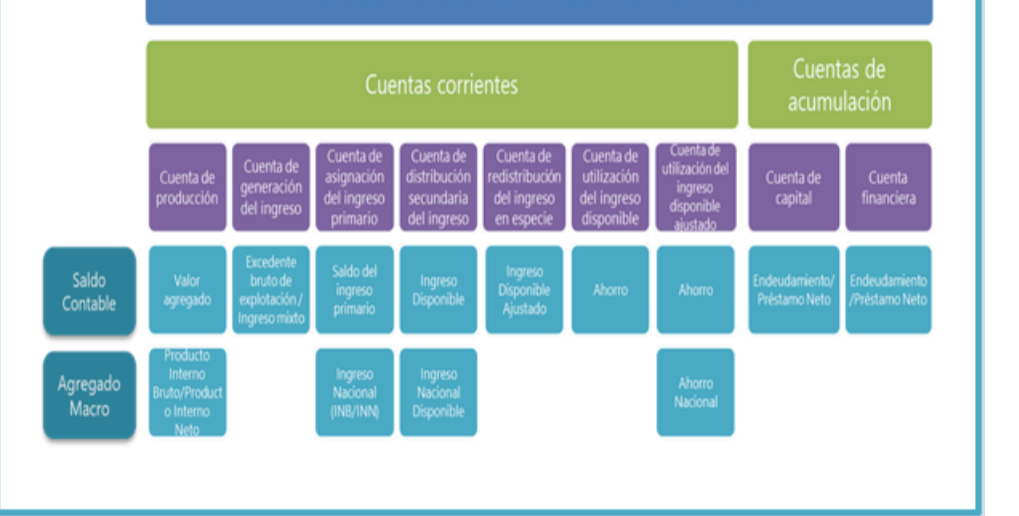 Cuentas corrientes
Cuentas de
acumulación
Cuenta de
producción
Cuenta de
generación
del ingreso
Cuenta de
asignación
del ingreso
primario
Cuenta de
distribución
secundaria
del ingreso
Cuenta de
redistribución
del ingreso
en especie
Cuenta de
utilización
del ingreso
disponible
Cuenta de
utilización del
ingreso
disponible
ajustado
Cuenta de
capital
Cuenta
financiera
Saldo
Contable
Valor
agregado
Excedente
bruto de
explotación /
Ingreso mixto
Saldo del
ingreso
primario
Ingreso
Disponible
Ingreso
Disponible
Ajustado
Ahorro
Ahorro
Endeudamiento/
Préstamo Neto
Endeudamiento
/Préstamo Neto
Agregado
Macro
Producto
Interno
Bruto/Product
o Interno
Neto
Ingreso
Nacional
(INB/INN)
Ingreso
Nacional
Disponible
Ahorro
Nacional